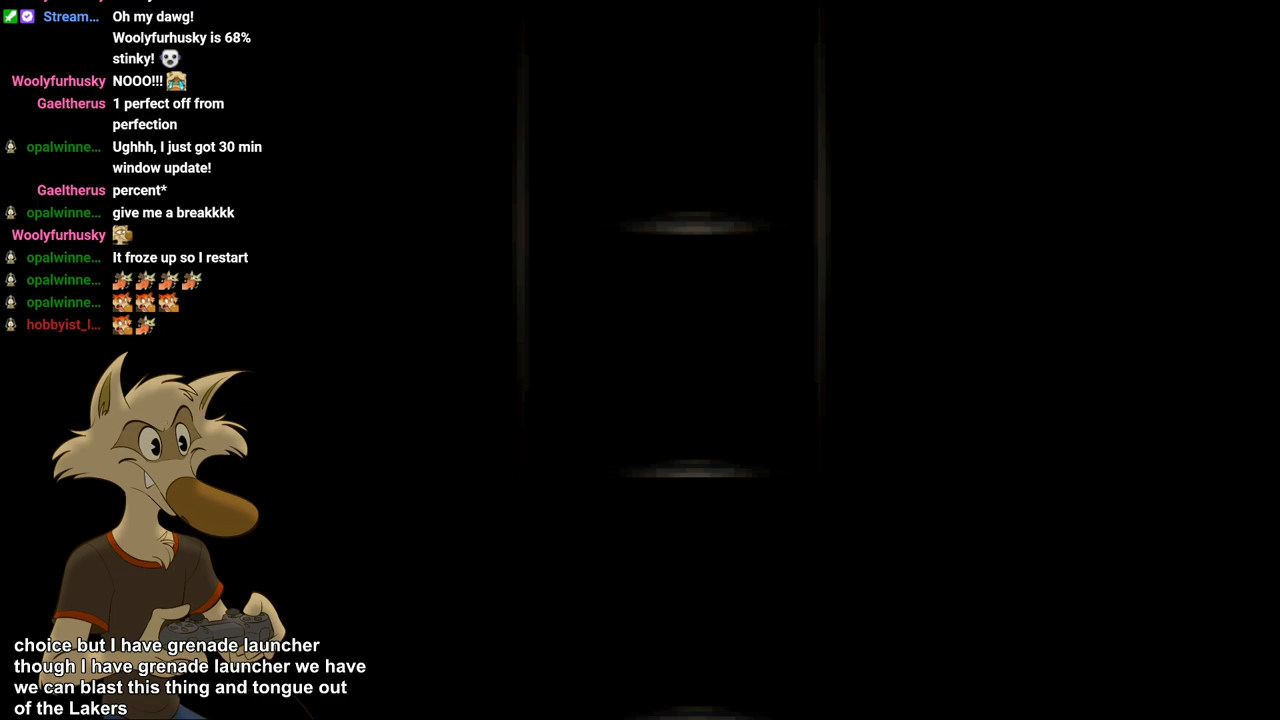 Stream… Oh my dawg!
Woolyfurhusky is 68%
stinky!
Woolyfurhusky NOOO!!!
Gaeltherus 1 perfect off from
perfection
opalwinne… Ughhh, I just got 30 min
window update!
Gaeltherus percent*
opalwinne… give me a breakkkk
Woolyfurhusky
opalwinne… It froze up so I restart
opalwinne…
opalwinne…
hobbyist_l…
choice but I have grenade launcher
though I have grenade launcher we have
we can blast this thing and tongue out
of the Lakers